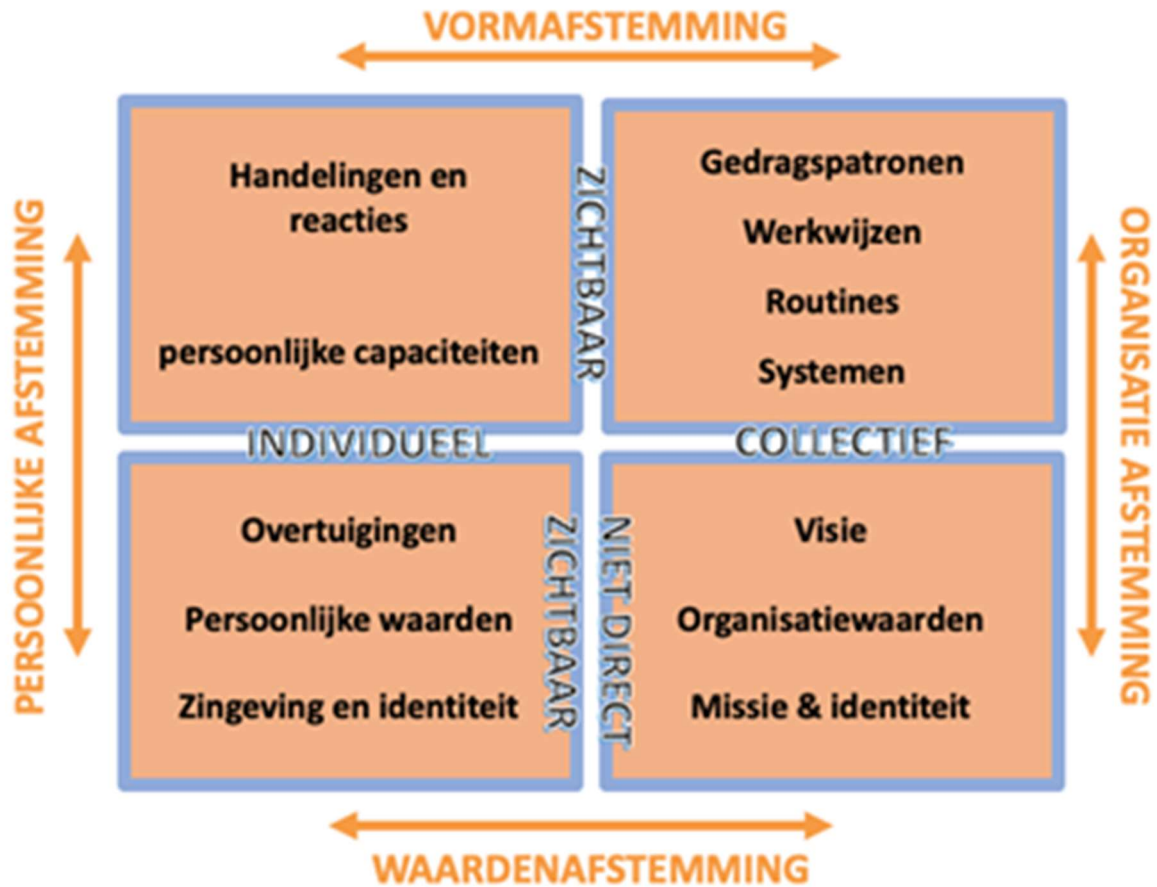 VORMAFSTEMMING
PERSOONLIJKE AFSTEMMING
Handelingen en
reacties
persoonlijke capaciteiten
ZICHTBAAR
Gedragspatronen
Werkwijzen
Routines
Systemen
ORGANISATIE AFSTEMMING
INDIVIDUEEL
COLLECTIEF
Overtuigingen
Persoonlijke waarden
Zingeving en identiteit
NIET DIRECT
ZICHTBAAR
Visie
Organisatiewaarden
Missie & identiteit
WAARDENAFSTEMMING